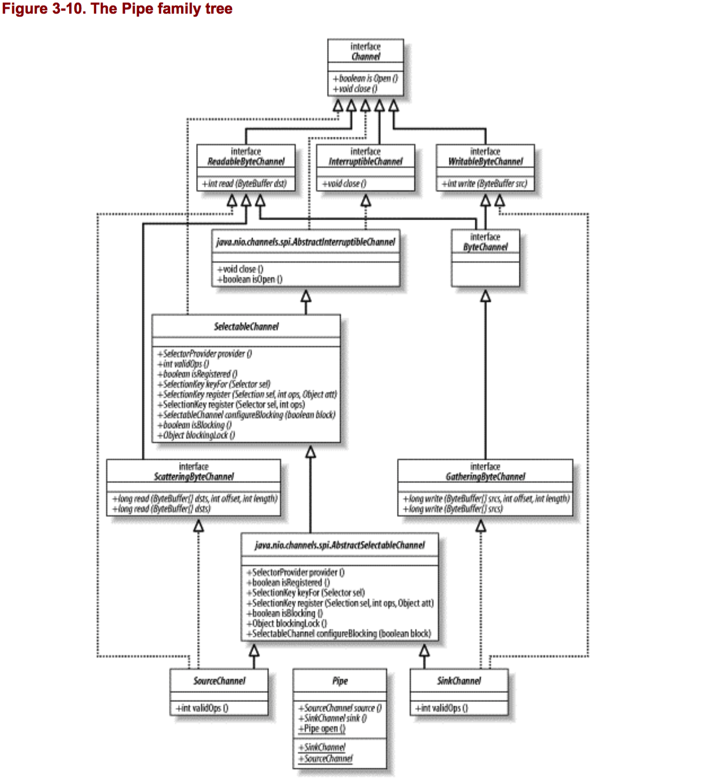 Figure 3-10. The Pipe family tree
interface
Channel
+boolean is Open ()
+void close ()
interface
ReadableByteChannel
+int read (ByteBuffer dst)
interface
InterruptibleChannel
+void close ()
interface
WritableByteChannel
+int write (ByteBuffer src)
java.nio.channels.spi.AbstractInterruptibleChannel
+void close ()
+boolean isOpen ()
interface
ByteChannel
SelectableChannel
+SelectorProvider provider ()
+int validOps ()
+boolean isRegistered ()
+SelectionKey keyFor (Selector sel)
+SelectionKey register (Selection sel, int ops, Object att)
+SelectionKey register (Selector sel, int ops)
+SelectableChannel configureBlocking (boolean block)
+boolean isBlocking ()
+Object blockingLock ()
interface
ScatteringByteChannel
+long read (ByteBuffer[] dsts, int offset, int length)
+long read (ByteBuffer[] dsts)
interface
GatheringByteChannel
+long write (ByteBuffer[] srcs, int offset, int length)
+long write (ByteBuffer[] srcs)
java.nio.channels.spi.AbstractSelectableChannel
+SelectorProvider provider ()
+boolean isRegistered ()
+SelectionKey keyFor (Selector sel)
+SelectionKey register (Selection sel, int ops, Object att)
+boolean isBlocking ()
+Object blockingLock ()
+SelectableChannel configureBlocking (boolean block)
SourceChannel
+int validOps ()
Pipe
+SourceChannel source ()
+SinkChannel sink ()
+Pipe open ()
+SinkChannel
+SourceChannel
SinkChannel
+int validOps ()